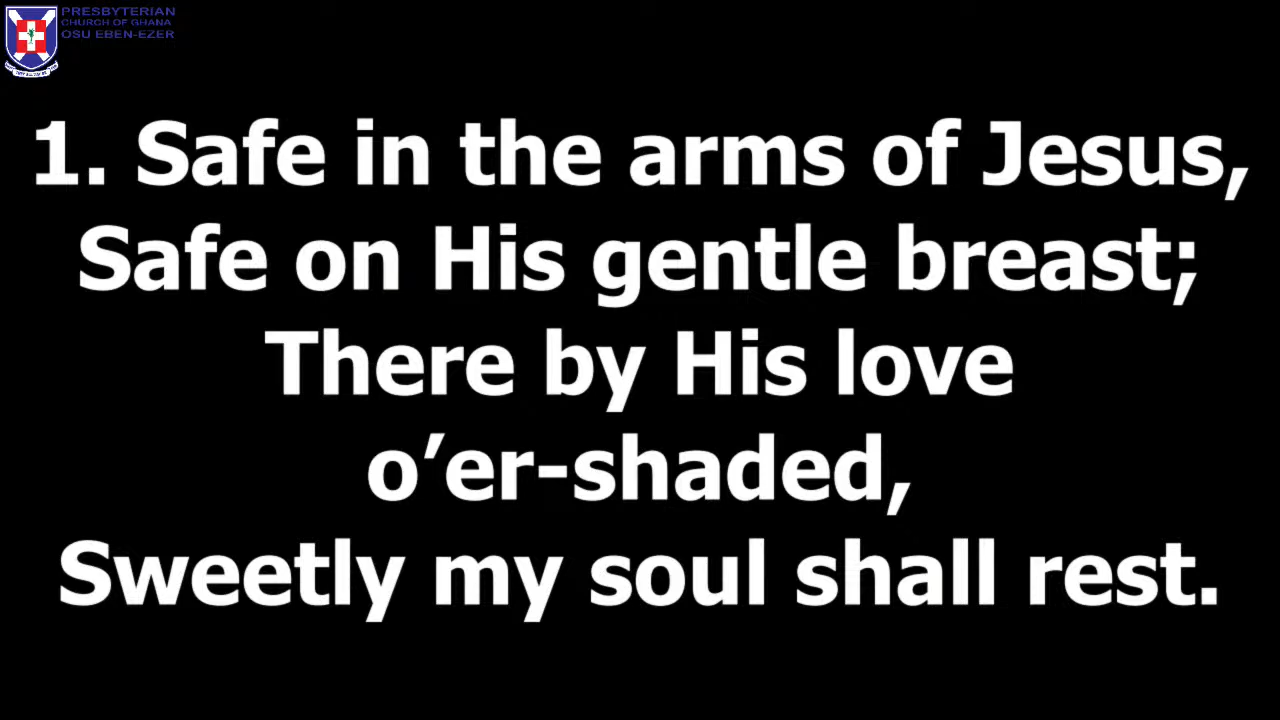 PRESBYTERIAN
CHURCH OF GHANA
OSU EBEN-EZER
1. Safe in the arms of Jesus,
Safe on His gentle breast;
There by His love
o’er-shaded,
Sweetly my soul shall rest.